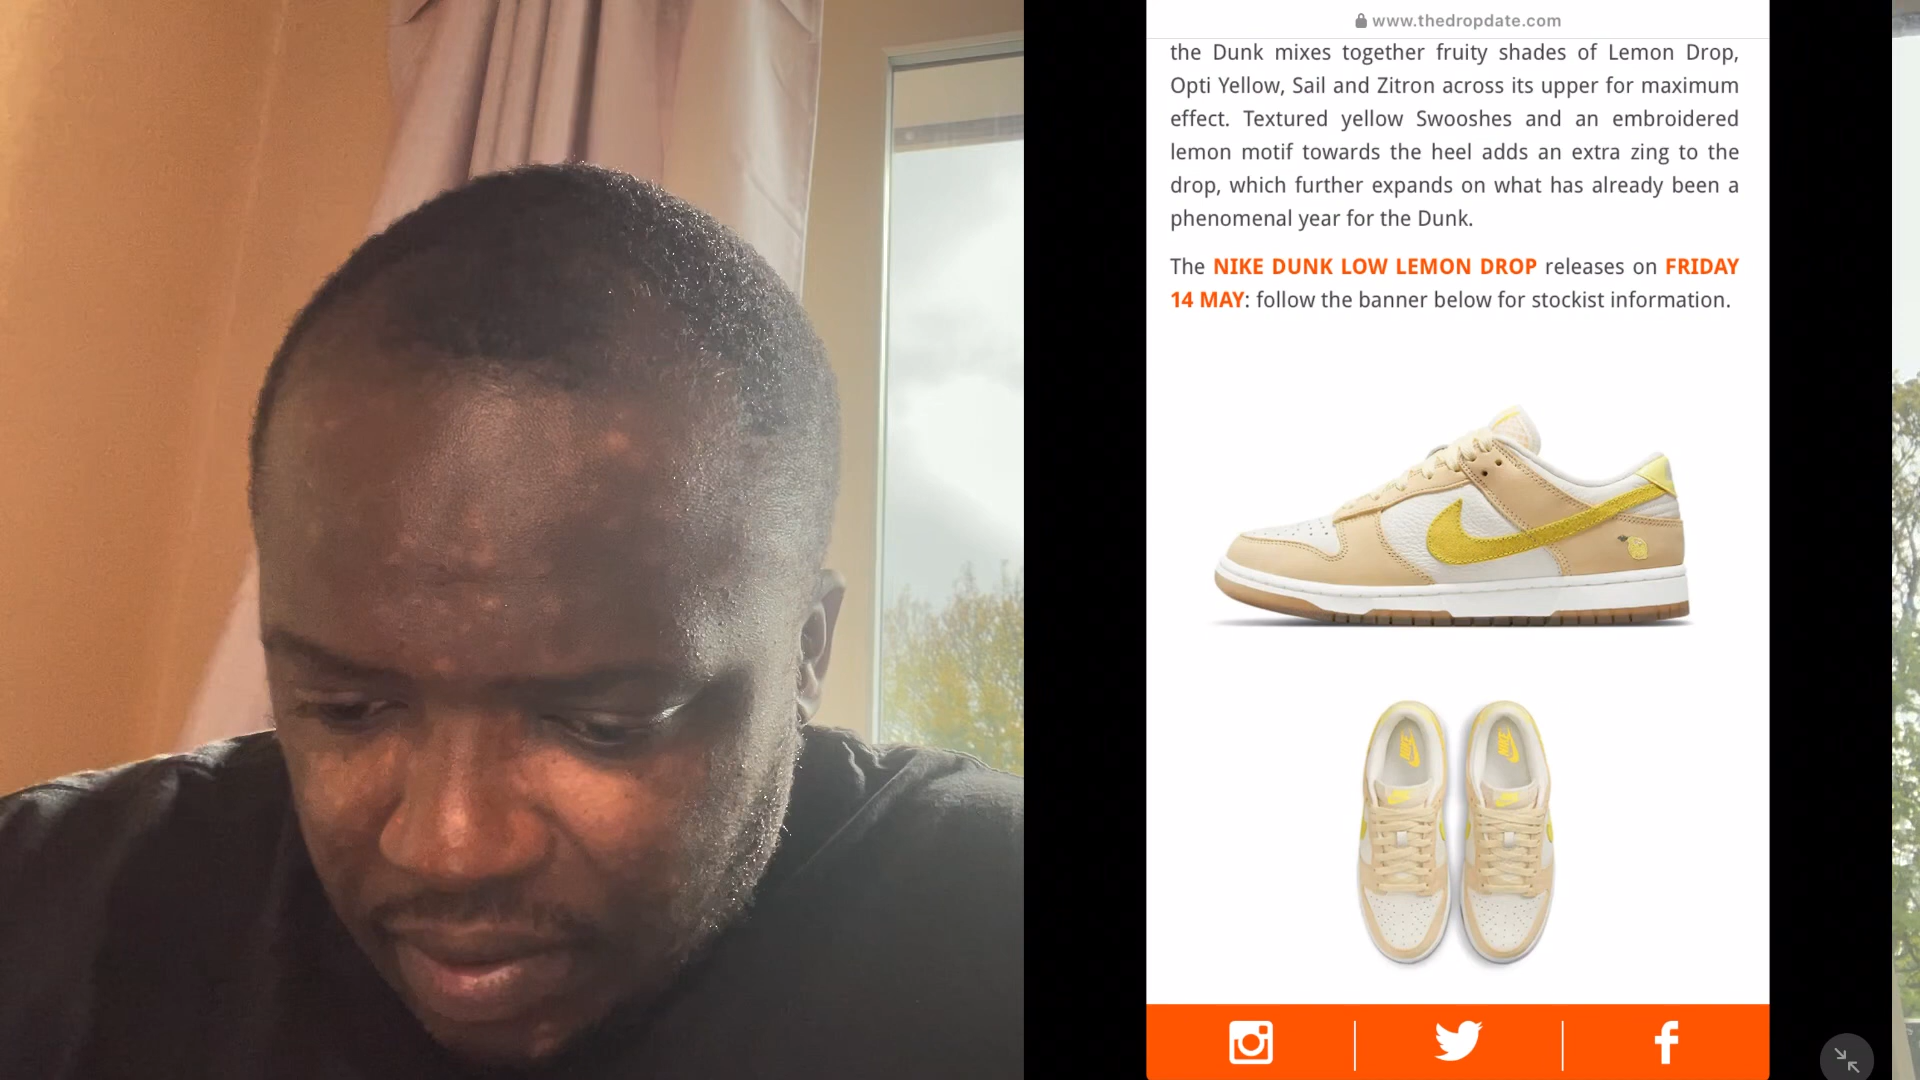 www.thedropdate.com
the Dunk mixes together fruity shades of Lemon Drop,
Opti Yellow, Sail and Zitron across its upper for maximum
effect. Textured yellow Swooshes and an embroidered
lemon motif towards the heel adds an extra zing to the
drop, which further expands on what has already been a
phenomenal year for the Dunk.
The NIKE DUNK LOW LEMON DROP releases on FRIDAY
14 MAY: follow the banner below for stockist information.